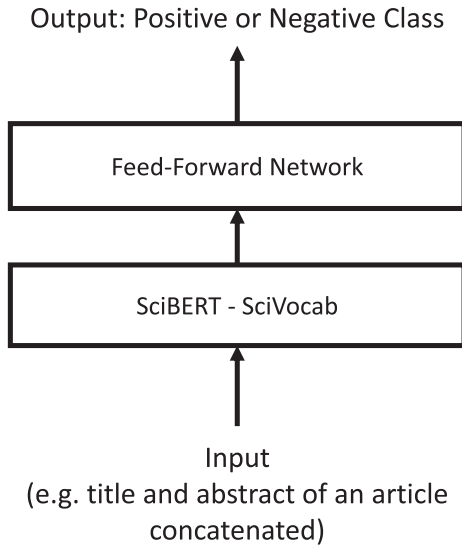 Output: Positive or Negative Class
Feed-Forward Network
SciBERT - SciVocab
Input
(e.g. title and abstract of an article
concatenated)